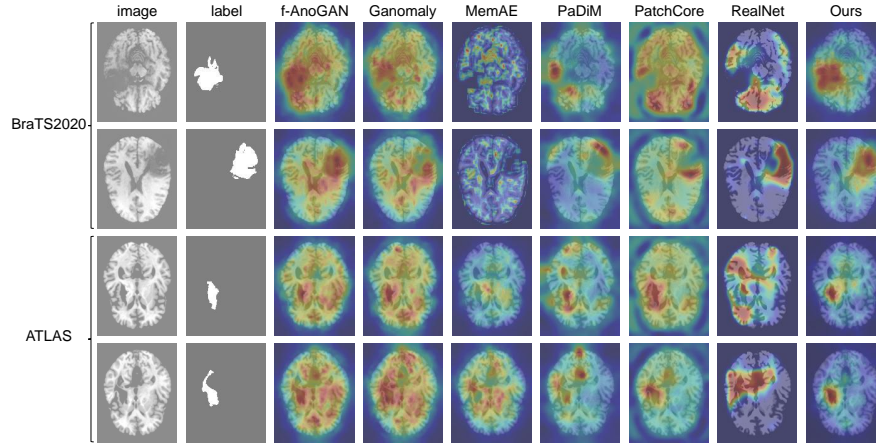 image label f-AnoGAN Ganomaly MemAE PaDiM PatchCore RealNet Ours
BraTS2020
ATLAS